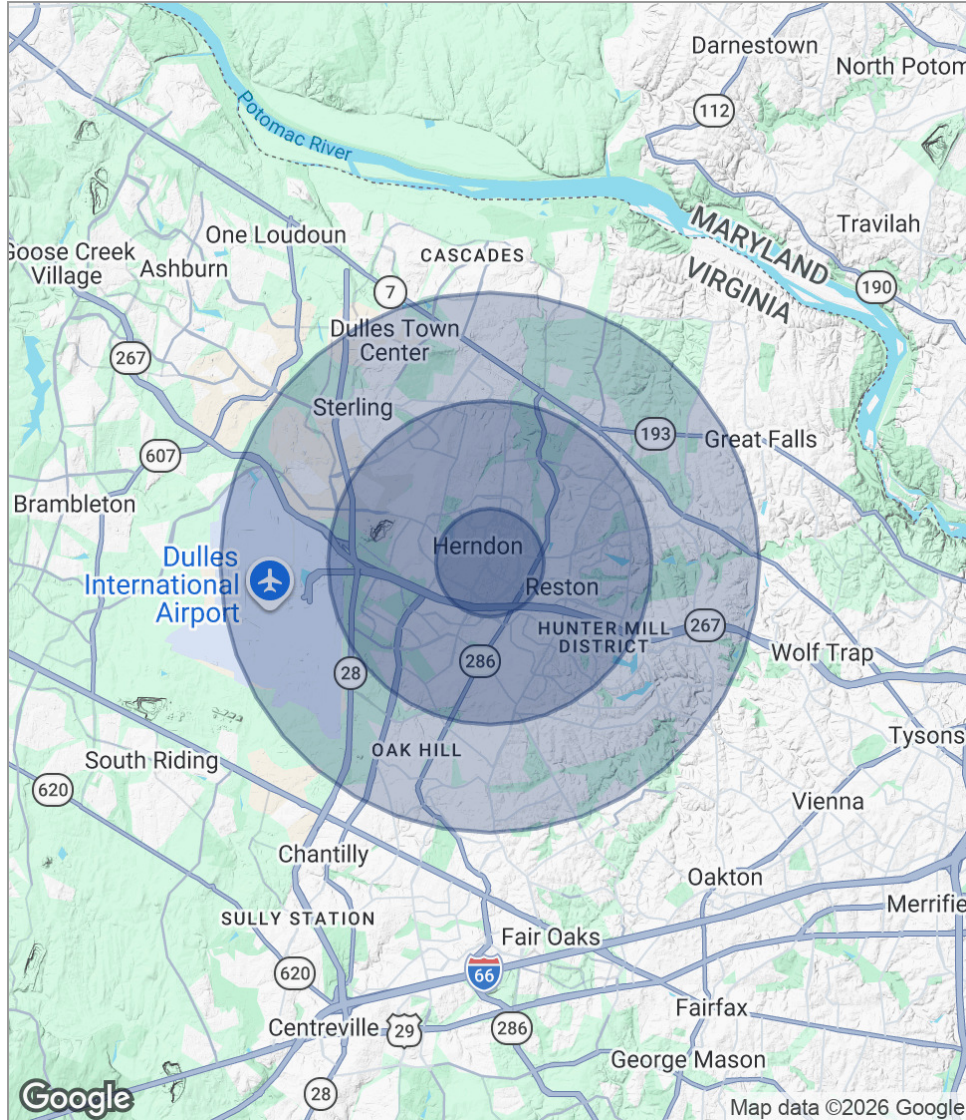 Darnestown
North Potom
112
Potomac River
MARYLAND
VIRGINIA
Travilah
190
One Loudoun
Goose Creek
Village
Ashburn
CASCADES
7
Dulles Town
Center
267
Sterling
193
Great Falls
607
Brambleton
Herndon
Dulles
International
Airport
Reston
HUNTER MILL
DISTRICT
267
Wolf Trap
286
28
OAK HILL
Tysons
South Riding
620
Vienna
Chantilly
Oakton
SULLY STATION
Merrifie
Fair Oaks
620
66
Fairfax
Centreville
29
286
George Mason
28
Google
Map data ©2026 Google